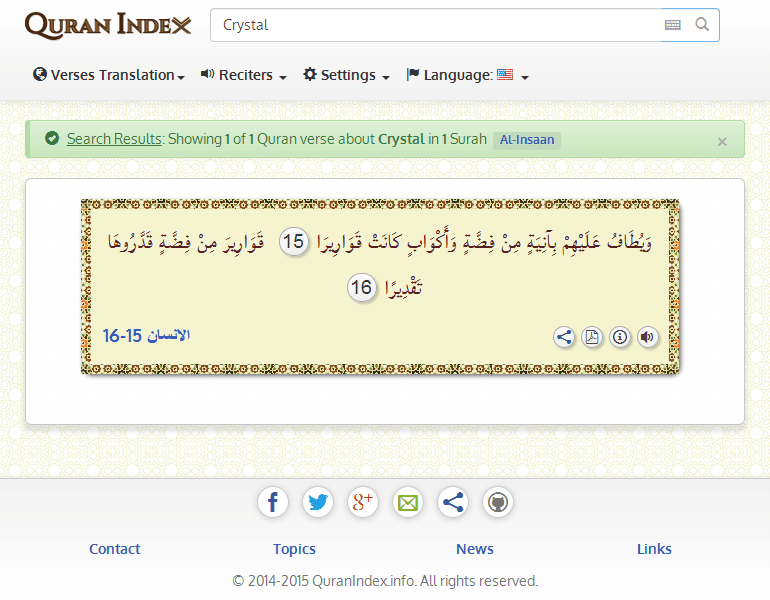 QURAN INDEX
Crystal
Verses Translation
Reciters
Settings
Language:
Search Results: Showing 1 of 1 Quran verse about Crystal in 1 Surah Al-Insaan ×
وَيُطَافُ عَلَيْهِمْ بِآنِيَةٍ مِنْ فِضَّةٍ وَأَكْوَابٍ كَانَتْ قَوَارِيرَا 15 قَوَارِيرَ مِنْ فِضَّةٍ قَدَّرُوهَا
تَقْدِيرًا 16
الانسان 15-16
Contact
Topics
News
Links
© 2014-2015 QuranIndex.info. All rights reserved.